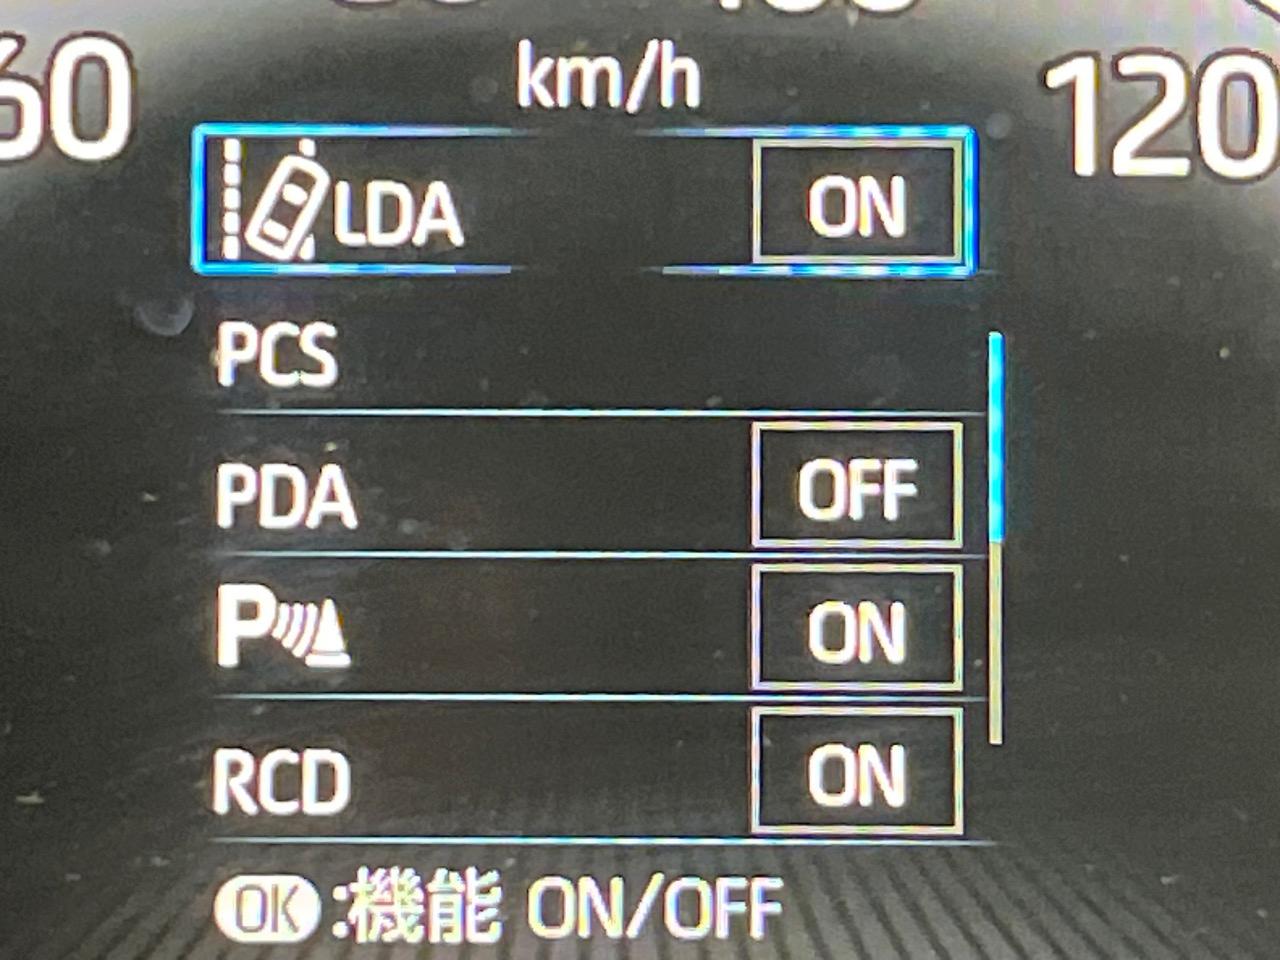 km/h
60
120
LDA ON
PCS
PDA OFF
P ON
RCD ON
OK:機能 ON/OFF